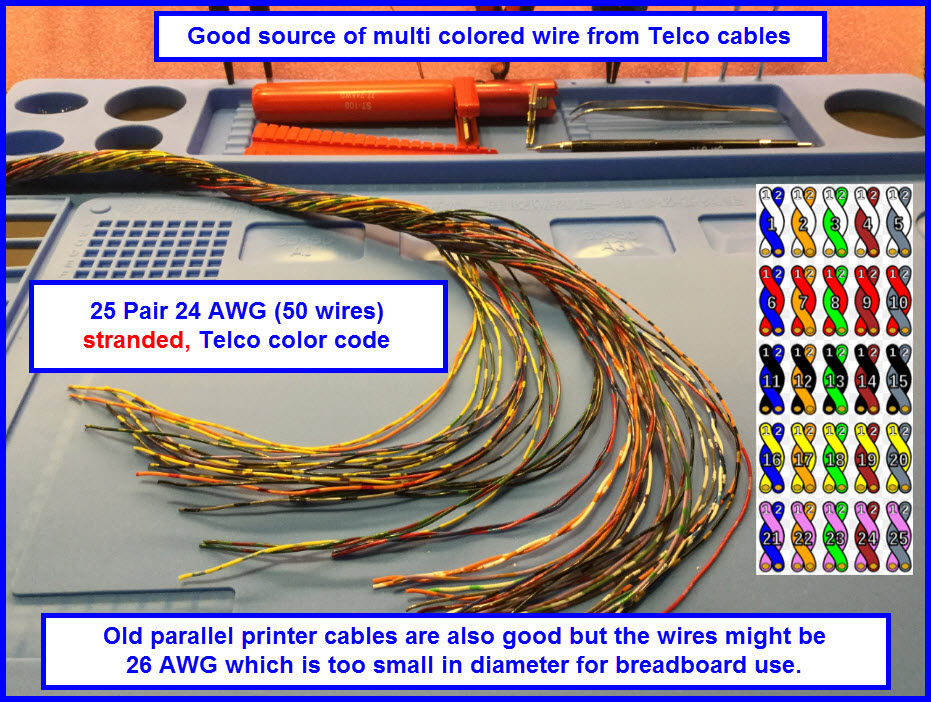 Good source of multi colored wire from Telco cables
ST-100
25 Pair 24 AWG (50 wires)
stranded, Telco color code
1 2 1 2 1 2 1 2 1 2
1 2 3 4 5
1 2 1 2 1 2 1 2 1 2
6 7 8 9 10
1 2 1 2 1 2 1 2 1 2
11 12 13 14 15
1 2 1 2 1 2 1 2 1 2
16 17 18 19 20
1 2 1 2 1 2 1 2 1 2
21 22 23 24 25
Old parallel printer cables are also good but the wires might be
26 AWG which is too small in diameter for breadboard use.